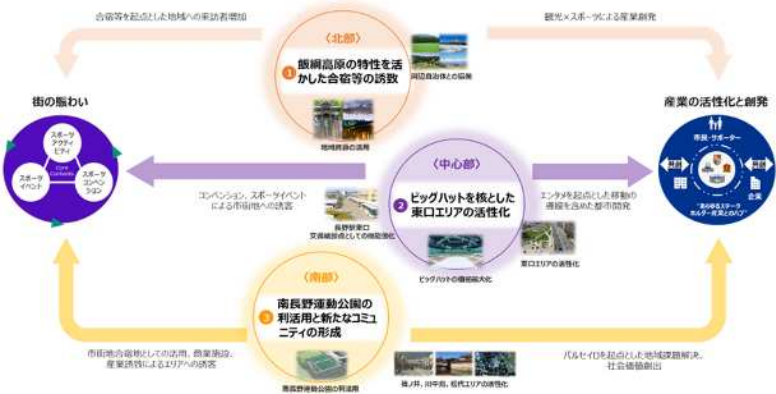 合宿等を起点とした地域への来訪者増加
観光×スポーツによる産業創発
〈北部〉
1 飯綱高原の特性を活
かした合宿等の誘致
周辺自治体との協業
地域資源の活用
街の賑わい
スポーツ
アクティ
ビティ
Core
Contents
スポーツ
イベント
スポーツ
コンベン
ション
産業の活性化と創発
市民・サポーター
共創
共創
企業
〈中心部〉
2 ビッグハットを核とした
東口エリアの活性化
コンベンション、スポーツイベント
による市街地への誘客
長野駅東口
交通結節点としての機能強化
エンタメを起点とした移動の
導線を含めた都市開発
東口エリアの活性化
ビッグハットの価値最大化
〈南部〉
3 南長野運動公園の
利活用と新たなコミュ
ニティの形成
市街地合宿地としての活用、商業施設、
産業誘致によるエリアへの誘客
南長野運動公園の利活用
篠ノ井、川中島、松代エリアの活性化
パルセイロを起点とした地域課題解決、
社会価値創出